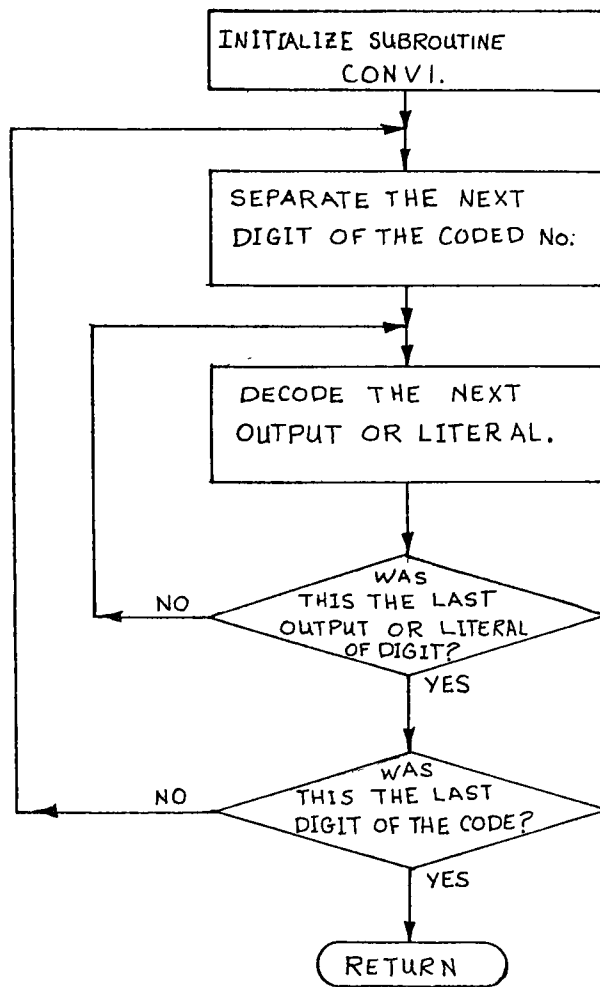 INITIALIZE SUBROUTINE
CONV1.
SEPARATE THE NEXT
DIGIT OF THE CODED No.
DECODE THE NEXT
OUTPUT OR LITERAL.
WAS
THIS THE LAST
OUTPUT OR LITERAL
OF DIGIT?
NO
YES
WAS
THIS THE LAST
DIGIT OF THE CODE?
NO
YES
RETURN